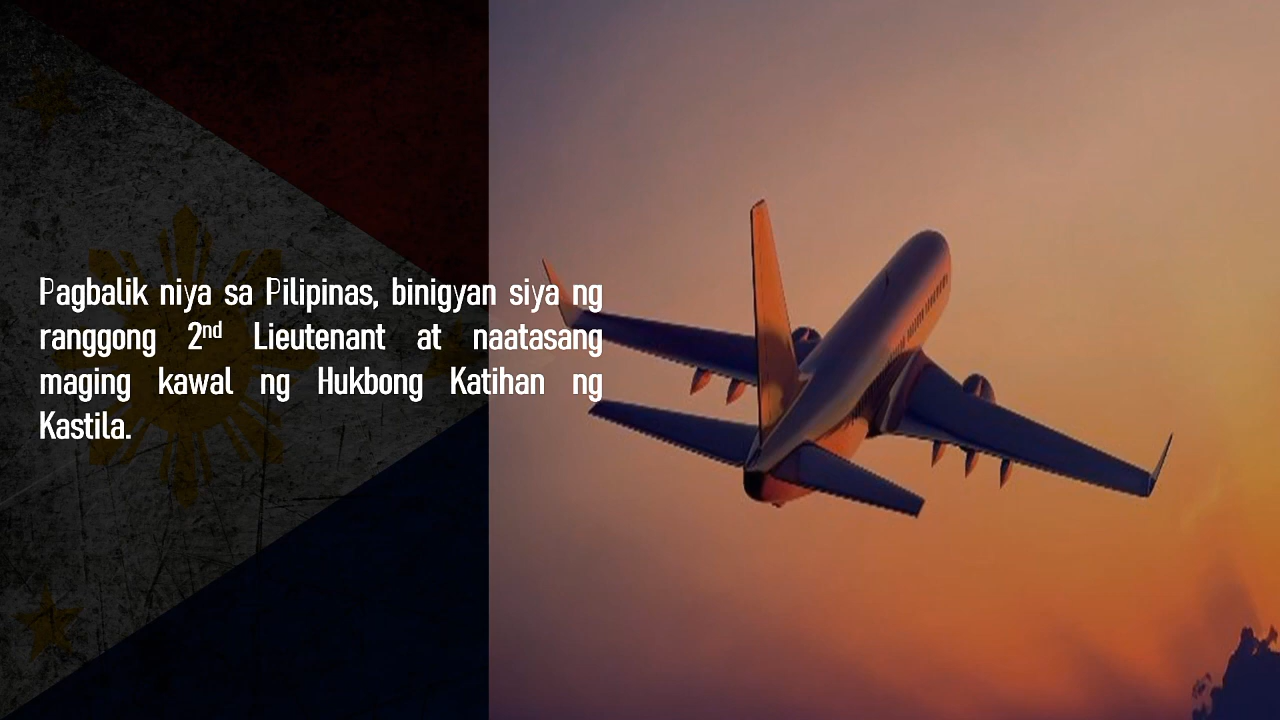 Pagbalik niya sa Pilipinas, binigyan siya ng
ranggong 2nd Lieutenant at naatasang
maging kawal ng Hukbong Katihan ng
Kastila.